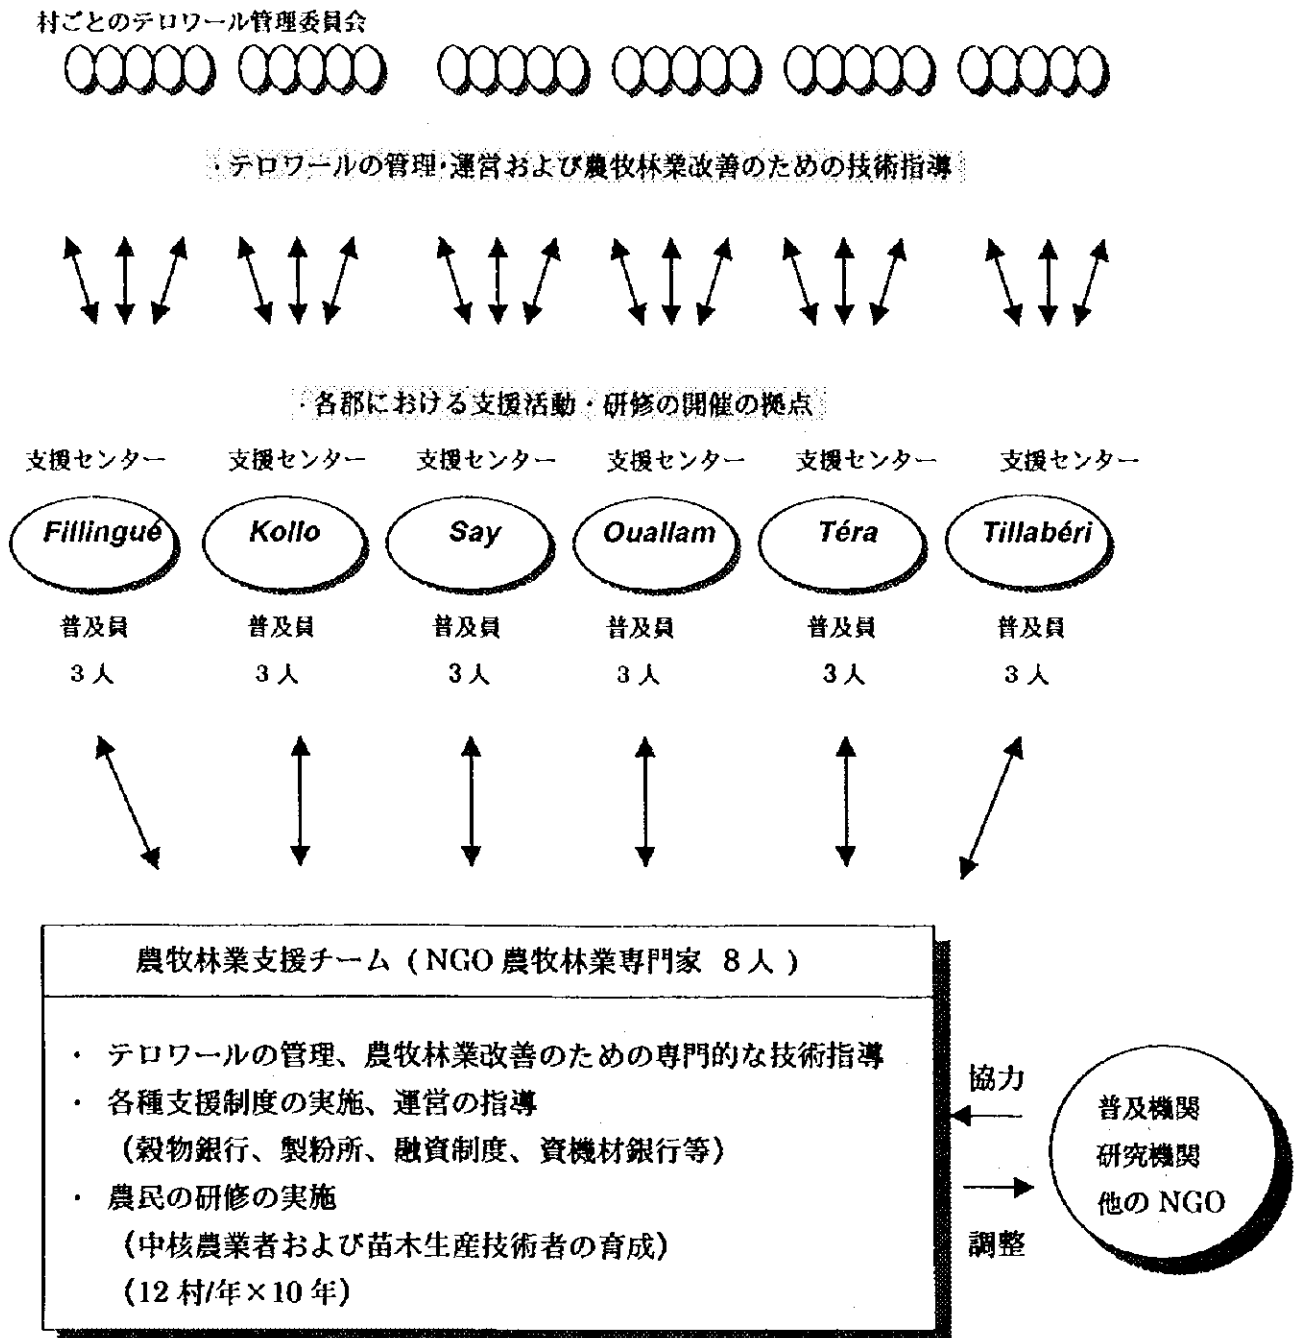 村ごとのテロワール管理委員会
・テロワールの管理・運営および農牧林業改善のための技術指導
・各郡における支援活動・研修の開催の拠点
支援センター 支援センター 支援センター 支援センター 支援センター 支援センター
Fillingué Kollo Say Ouallam Téra Tillabéri
普及員 普及員 普及員 普及員 普及員 普及員
3人 3人 3人 3人 3人 3人
農牧林業支援チーム ( NGO 農牧林業専門家 8人 )
・ テロワールの管理、農牧林業改善のための専門的な技術指導
・ 各種支援制度の実施、運営の指導
(穀物銀行、製粉所、融資制度、資機材銀行等)
・ 農民の研修の実施
(中核農業者および苗木生産技術者の育成)
(12 村/年×10 年)
協力
調整
普及機関
研究機関
他の NGO